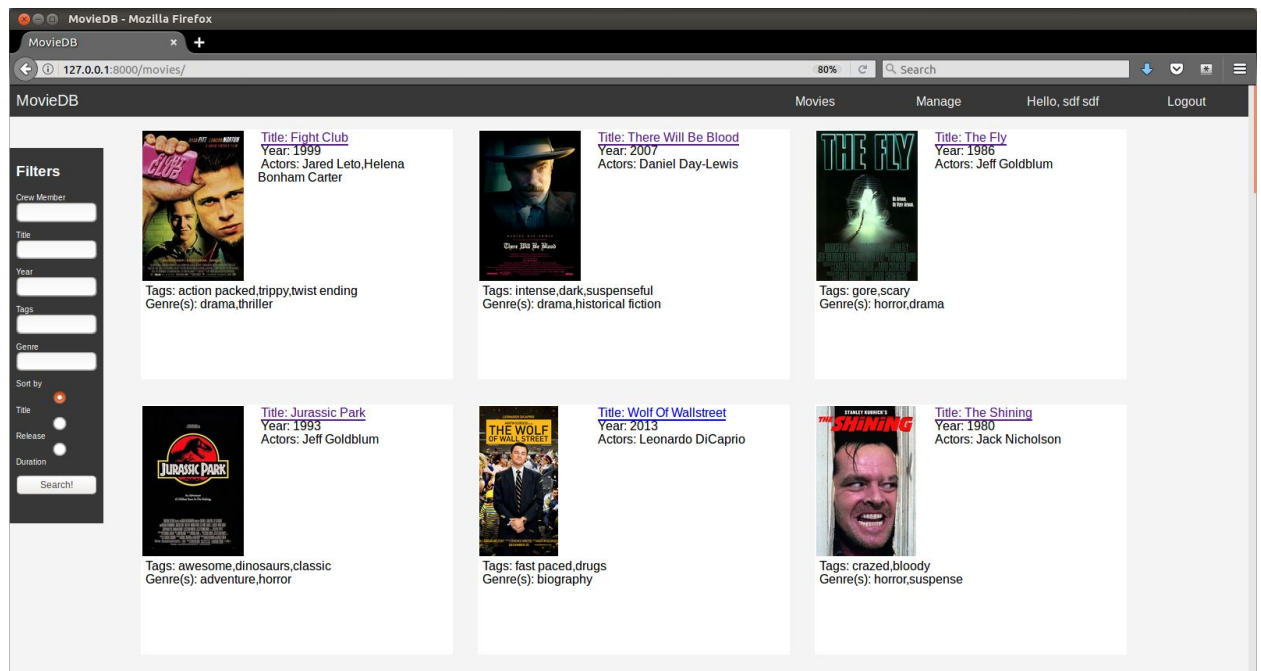 MovieDB - Mozilla Firefox
MovieDB × +
127.0.0.1:8000/movies/ 80% Search
MovieDB Movies Manage Hello, sdf sdf Logout
Filters
Crew Member
Title
Year
Tags
Genre
Sort by
Title
Release
Duration
Search!
FIGHT CLUB
Title: Fight Club
Year: 1999
Actors: Jared Leto,Helena
Bonham Carter
Tags: action packed,trippy,twist ending
Genre(s): drama,thriller
There Will Be Blood
Title: There Will Be Blood
Year: 2007
Actors: Daniel Day-Lewis
Tags: intense,dark,suspenseful
Genre(s): drama,historical fiction
THE FLY
Title: The Fly
Year: 1986
Actors: Jeff Goldblum
Tags: gore,scary
Genre(s): horror,drama
JURASSIC PARK
Title: Jurassic Park
Year: 1993
Actors: Jeff Goldblum
Tags: awesome,dinosaurs,classic
Genre(s): adventure,horror
THE WOLF
OF WALL STREET
Title: Wolf Of Wallstreet
Year: 2013
Actors: Leonardo DiCaprio
Tags: fast paced,drugs
Genre(s): biography
STANLEY KUBRICK'S
THE SHiNiNG
Title: The Shining
Year: 1980
Actors: Jack Nicholson
Tags: crazed,bloody
Genre(s): horror,suspense